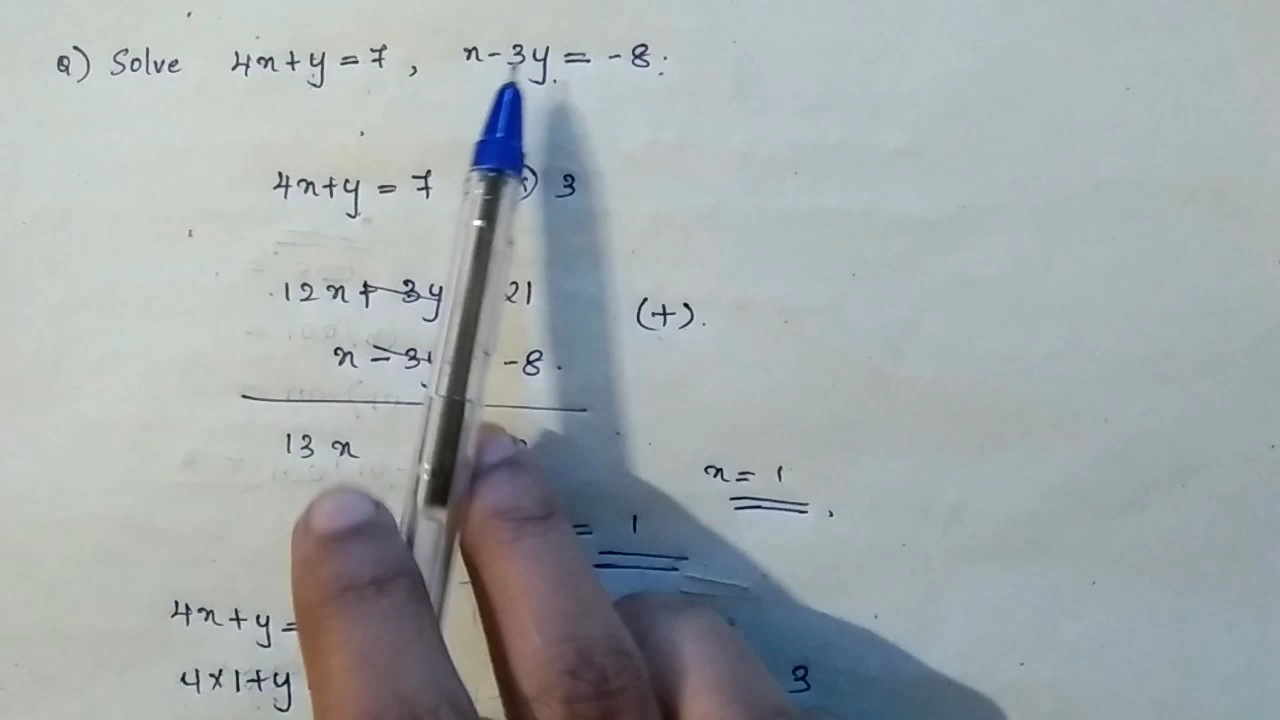 Q) Solve 4x+y = 7, x-3y = -8.
4x+y = 7 3
12x + 3y 21 (+).
x - 3y -8.
13x
x = 1
= 1
4x+y =
4×1+y 3